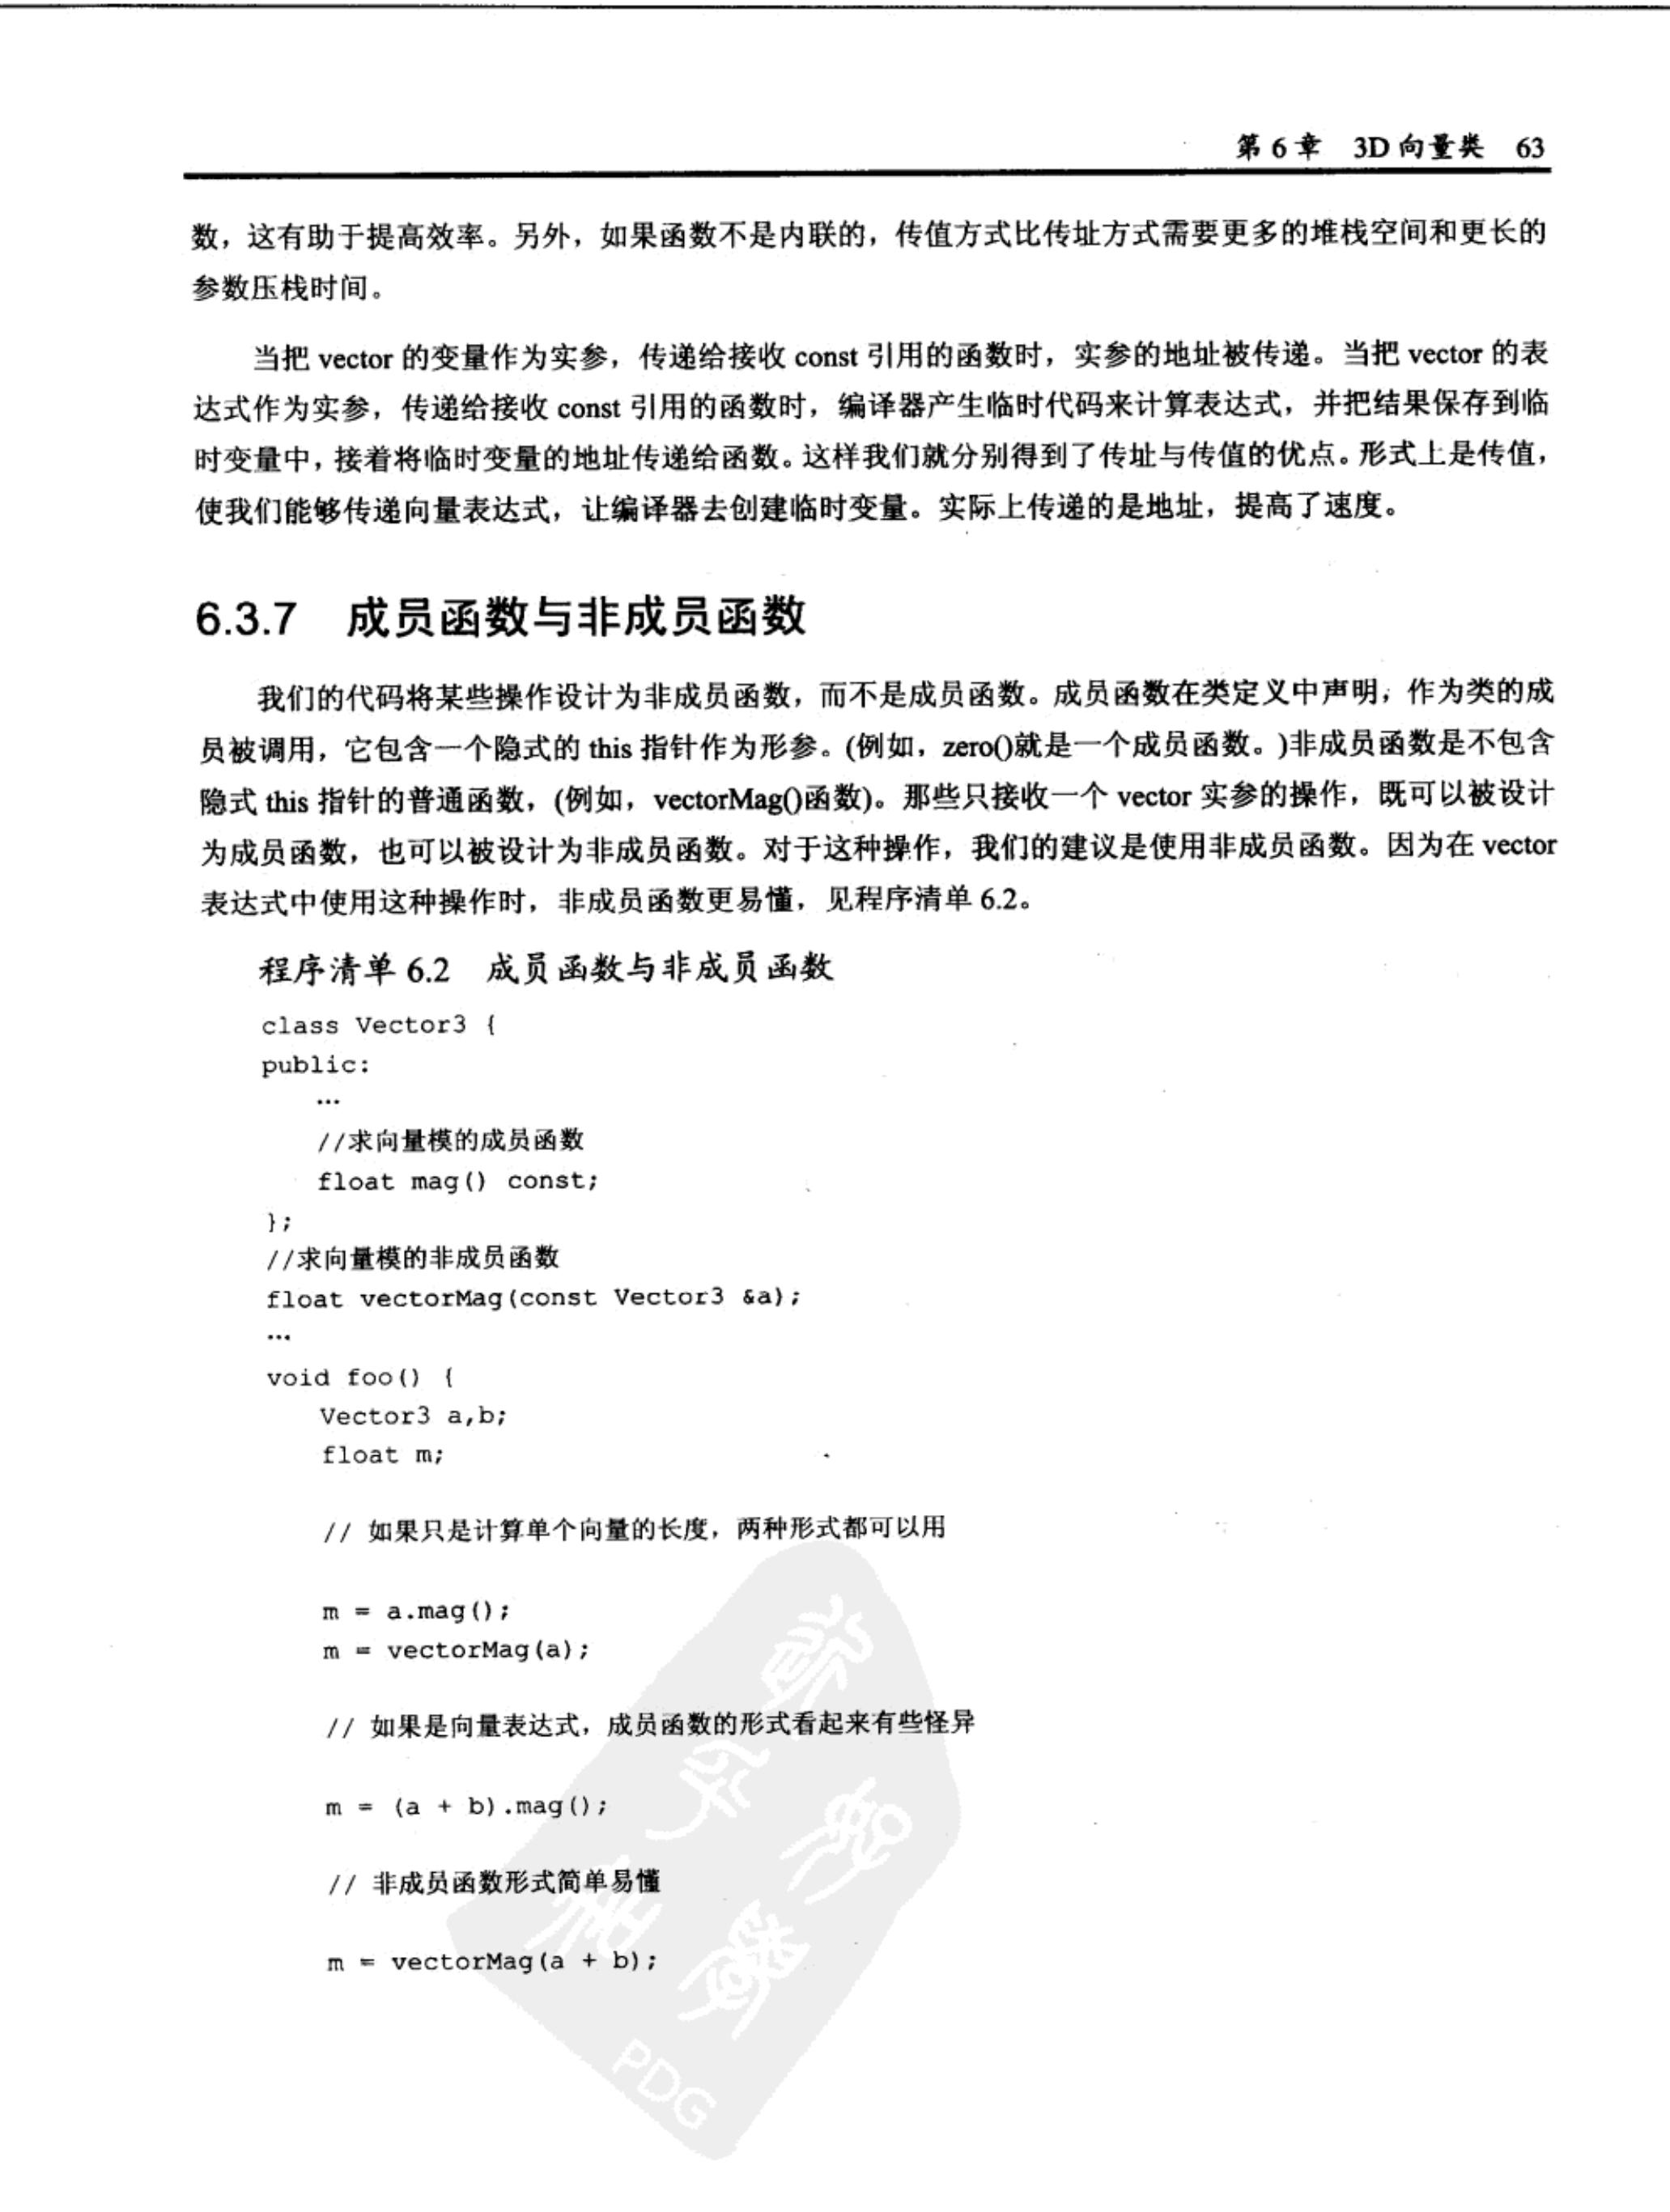 第 6 章 3D 向量类 63
数，这有助于提高效率。另外，如果函数不是内联的，传值方式比传址方式需要更多的堆栈空间和更长的
参数压栈时间。
当把 vector 的变量作为实参，传递给接收 const 引用的函数时，实参的地址被传递。当把 vector 的表
达式作为实参，传递给接收 const 引用的函数时，编译器产生临时代码来计算表达式，并把结果保存到临
时变量中，接着将临时变量的地址传递给函数。这样我们就分别得到了传址与传值的优点。形式上是传值，
使我们能够传递向量表达式，让编译器去创建临时变量。实际上传递的是地址，提高了速度。
6.3.7 成员函数与非成员函数
我们的代码将某些操作设计为非成员函数，而不是成员函数。成员函数在类定义中声明，作为类的成
员被调用，它包含一个隐式的 this 指针作为形参。(例如，zero()就是一个成员函数。)非成员函数是不包含
隐式 this 指针的普通函数，(例如，vectorMag()函数)。那些只接收一个 vector 实参的操作，既可以被设计
为成员函数，也可以被设计为非成员函数。对于这种操作，我们的建议是使用非成员函数。因为在 vector
表达式中使用这种操作时，非成员函数更易懂，见程序清单 6.2。
程序清单 6.2 成员函数与非成员函数
class Vector3 {
public:
…
//求向量模的成员函数
float mag() const;
};
//求向量模的非成员函数
float vectorMag(const Vector3 &a);
…
void foo() {
Vector3 a,b;
float m;
// 如果只是计算单个向量的长度，两种形式都可以用
m = a.mag();
m = vectorMag(a);
// 如果是向量表达式，成员函数的形式看起来有些怪异
m = (a + b).mag();
// 非成员函数形式简单易懂
m = vectorMag(a + b);
PDG